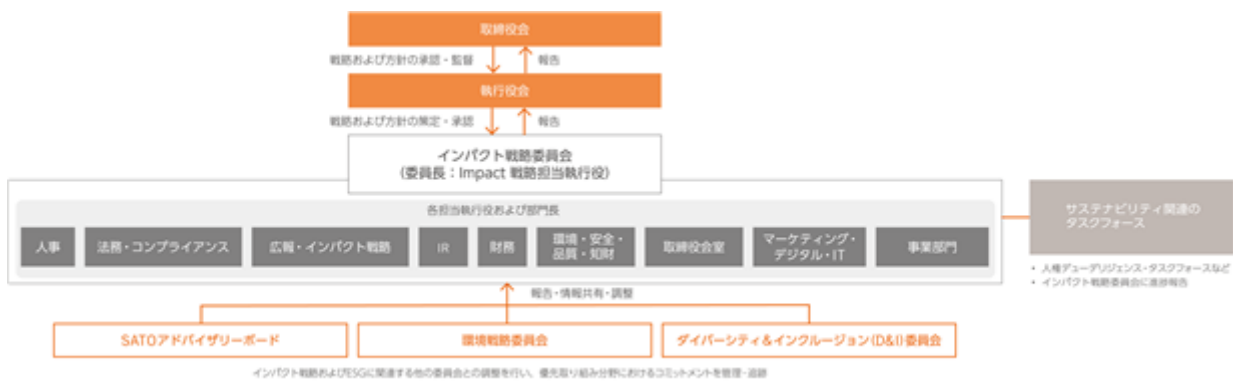 取締役会
戦略および方針の承認・監督
報告
執行役会
戦略および方針の策定・承認
報告
インパクト戦略委員会
(委員長：Impact 戦略担当執行役)
各担当執行役および部門長
人事
法務・コンプライアンス
広報・インパクト戦略
IR
財務
環境・安全・
品質・知財
取締役会室
マーケティング・
デジタル・IT
事業部門
サステナビリティ関連の
タスクフォース
• 人権デューデリジェンス・タスクフォースなど
• インパクト戦略委員会に進捗報告
報告・情報共有・調整
SATOアドバイザリーボード
環境戦略委員会
ダイバーシティ&インクルージョン(D&I)委員会
インパクト戦略およびESGに関連する他の委員会との調整を行い、優先取り組み分野におけるコミットメントを管理・追跡